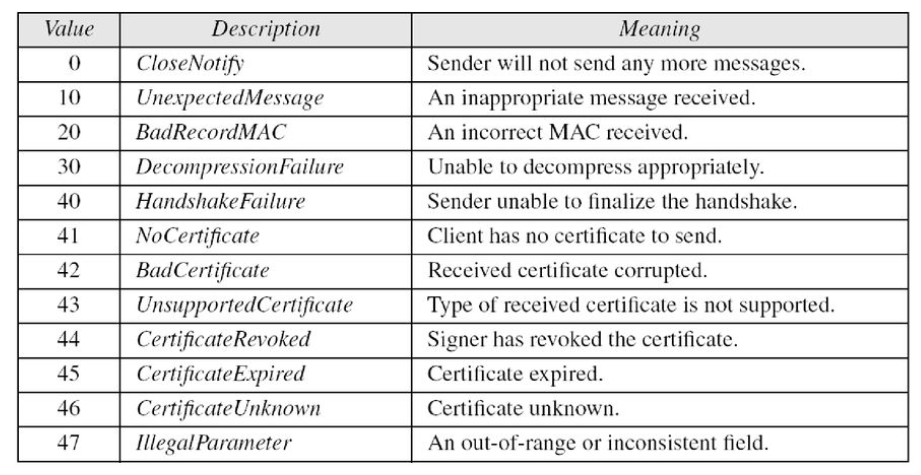 Value Description Meaning
0 CloseNotify Sender will not send any more messages.
10 UnexpectedMessage An inappropriate message received.
20 BadRecordMAC An incorrect MAC received.
30 DecompressionFailure Unable to decompress appropriately.
40 HandshakeFailure Sender unable to finalize the handshake.
41 NoCertificate Client has no certificate to send.
42 BadCertificate Received certificate corrupted.
43 UnsupportedCertificate Type of received certificate is not supported.
44 CertificateRevoked Signer has revoked the certificate.
45 CertificateExpired Certificate expired.
46 CertificateUnknown Certificate unknown.
47 IllegalParameter An out-of-range or inconsistent field.